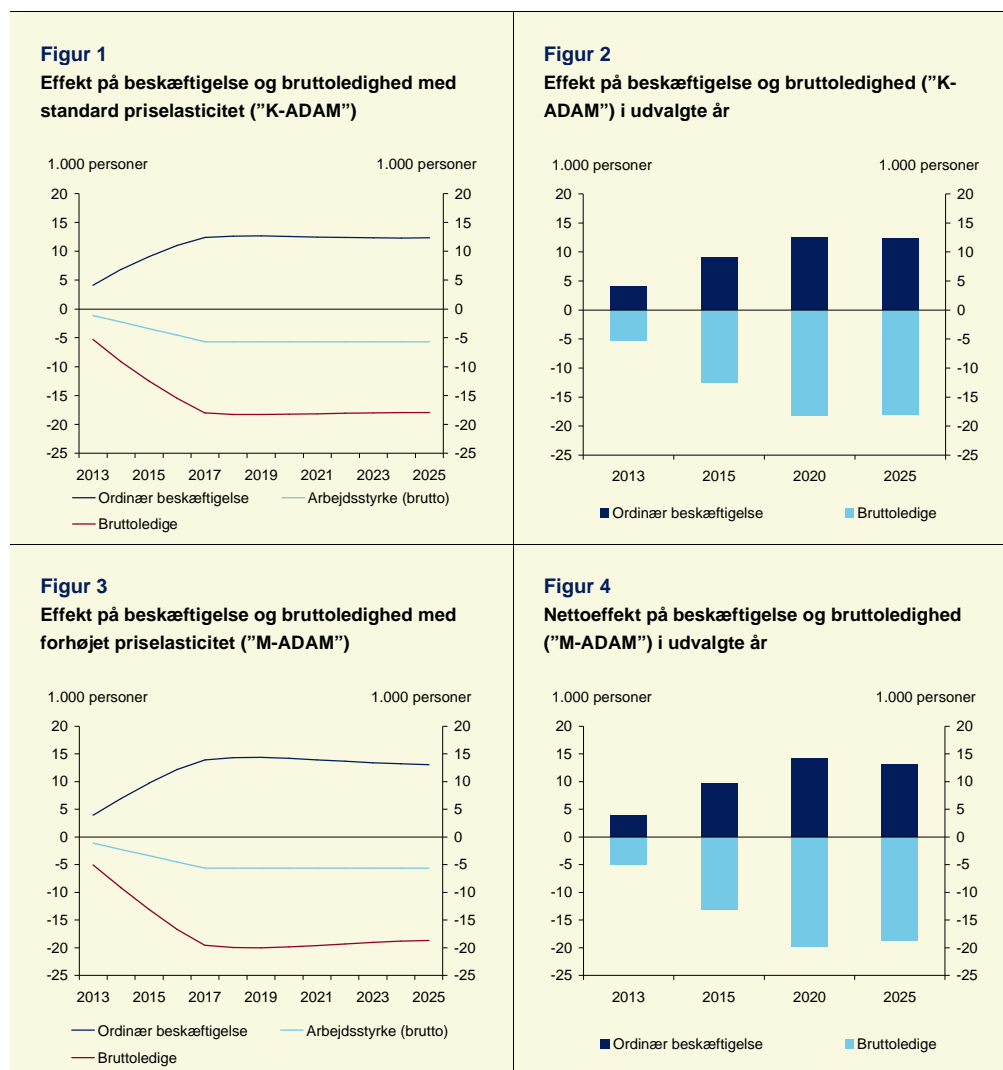 Figur 1
Effekt på beskæftigelse og bruttoledighed med
standard priselasticitet (”K-ADAM”)
1.000 personer 1.000 personer
20 20
15 15
10 10
5 5
0 0
-5 -5
-10 -10
-15 -15
-20 -20
-25 -25
2013 2015 2017 2019 2021 2023 2025
Ordinær beskæftigelse Arbejdsstyrke (brutto)
Bruttoledige
Figur 2
Effekt på beskæftigelse og bruttoledighed (”K-
ADAM”) i udvalgte år
1.000 personer 1.000 personer
20 20
15 15
10 10
5 5
0 0
-5 -5
-10 -10
-15 -15
-20 -20
-25 -25
2013 2015 2020 2025
Ordinær beskæftigelse Bruttoledige
Figur 3
Effekt på beskæftigelse og bruttoledighed med
forhøjet priselasticitet (”M-ADAM”)
1.000 personer 1.000 personer
20 20
15 15
10 10
5 5
0 0
-5 -5
-10 -10
-15 -15
-20 -20
-25 -25
2013 2015 2017 2019 2021 2023 2025
Ordinær beskæftigelse Arbejdsstyrke (brutto)
Bruttoledige
Figur 4
Nettoeffekt på beskæftigelse og bruttoledighed
(”M-ADAM”) i udvalgte år
1.000 personer 1.000 personer
20 20
15 15
10 10
5 5
0 0
-5 -5
-10 -10
-15 -15
-20 -20
-25 -25
2013 2015 2020 2025
Ordinær beskæftigelse Bruttoledige